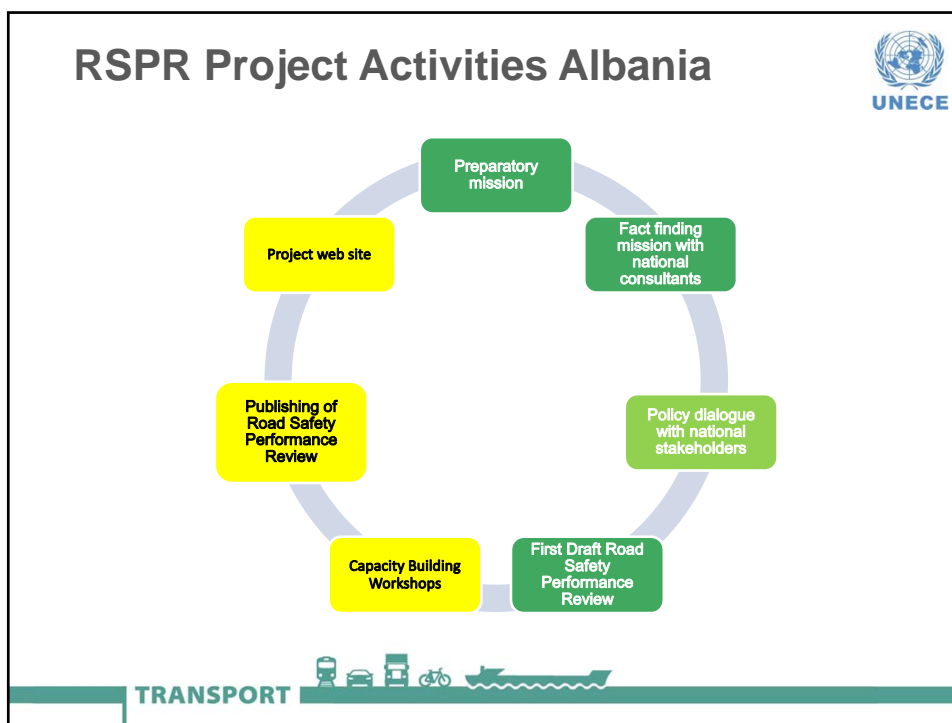 RSPR Project Activities Albania
UNECE
Preparatory
mission
Fact finding
mission with
national
consultants
Policy dialogue
with national
stakeholders
First Draft Road
Safety
Performance
Review
Capacity Building
Workshops
Publishing of
Road Safety
Performance
Review
Project web site
TRANSPORT